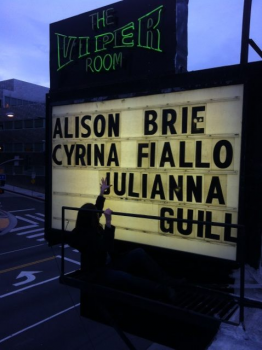 THE
VIPER
ROOM
ALISON BRIE
CYRINA FIALLO
JULIANNA
GUILL